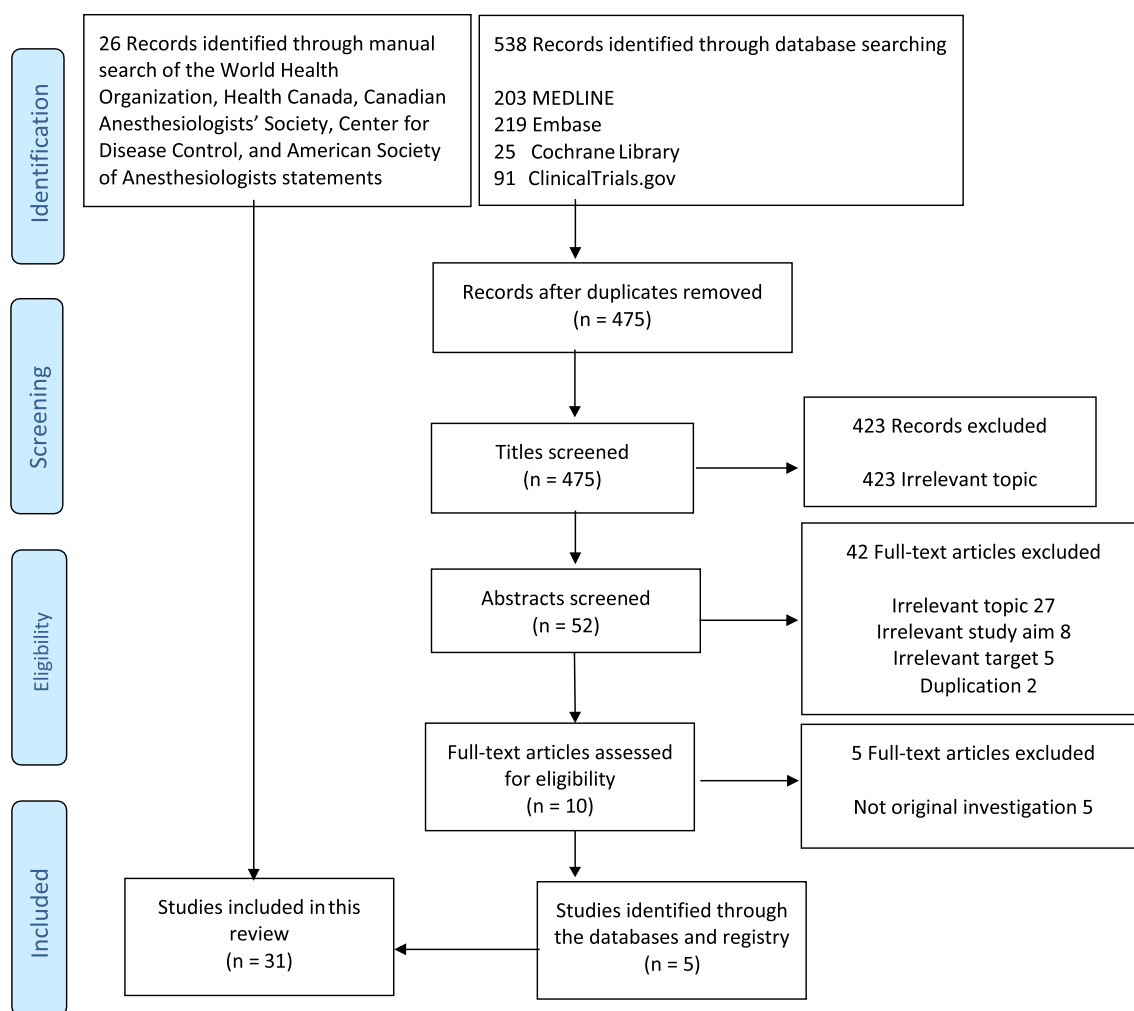 26 Records identified through manual
search of the World Health
Organization, Health Canada, Canadian
Anesthesiologists' Society, Center for
Disease Control, and American Society
of Anesthesiologists statements
538 Records identified through database searching
203 MEDLINE
219 Embase
25 Cochrane Library
91 ClinicalTrials.gov
Identification
Records after duplicates removed
(n = 475)
Screening
Titles screened
(n = 475)
423 Records excluded
423 Irrelevant topic
Abstracts screened
(n = 52)
42 Full-text articles excluded
Irrelevant topic 27
Irrelevant study aim 8
Irrelevant target 5
Duplication 2
Eligibility
Full-text articles assessed
for eligibility
(n = 10)
5 Full-text articles excluded
Not original investigation 5
Included
Studies included in this
review
(n = 31)
Studies identified through
the databases and registry
(n = 5)